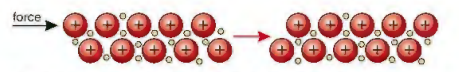 force
+ + + + + + + + + +
+ + + + + + + +